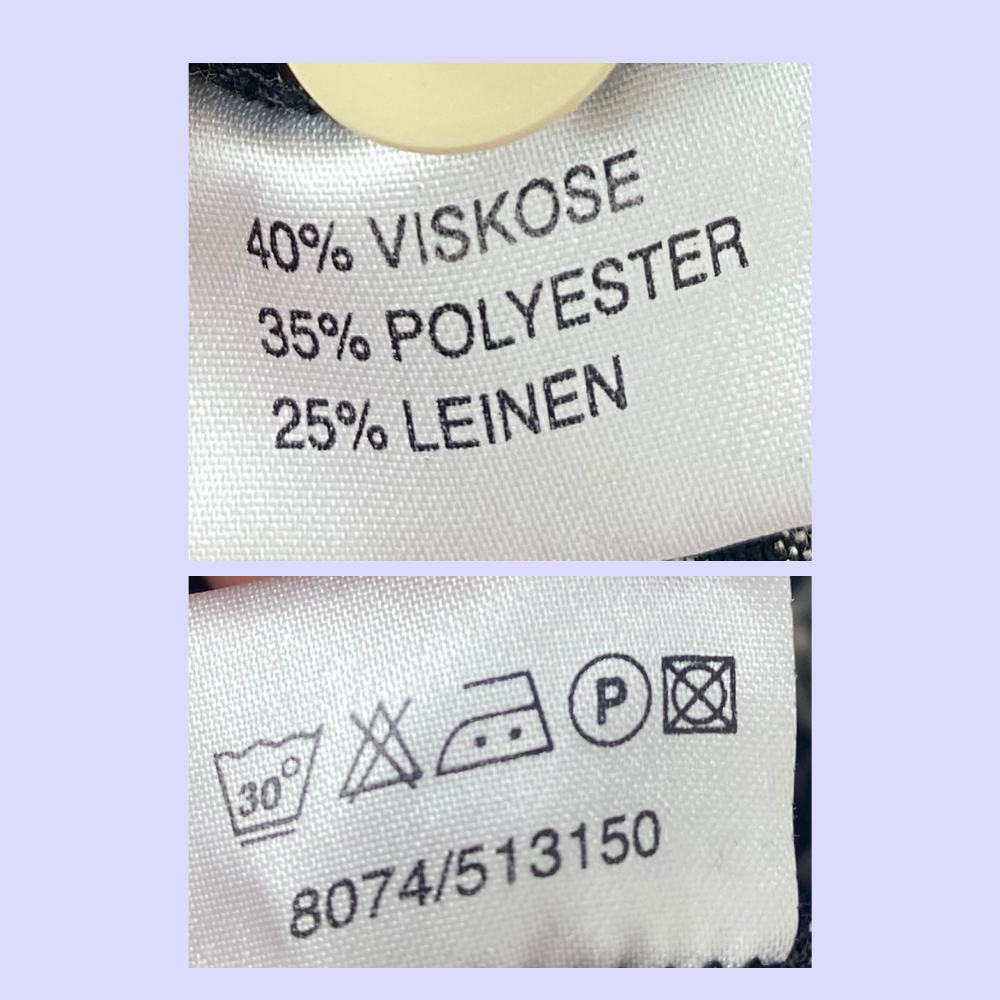 40% VISKOSE
35% POLYESTER
25% LEINEN
30°
P
8074/513150